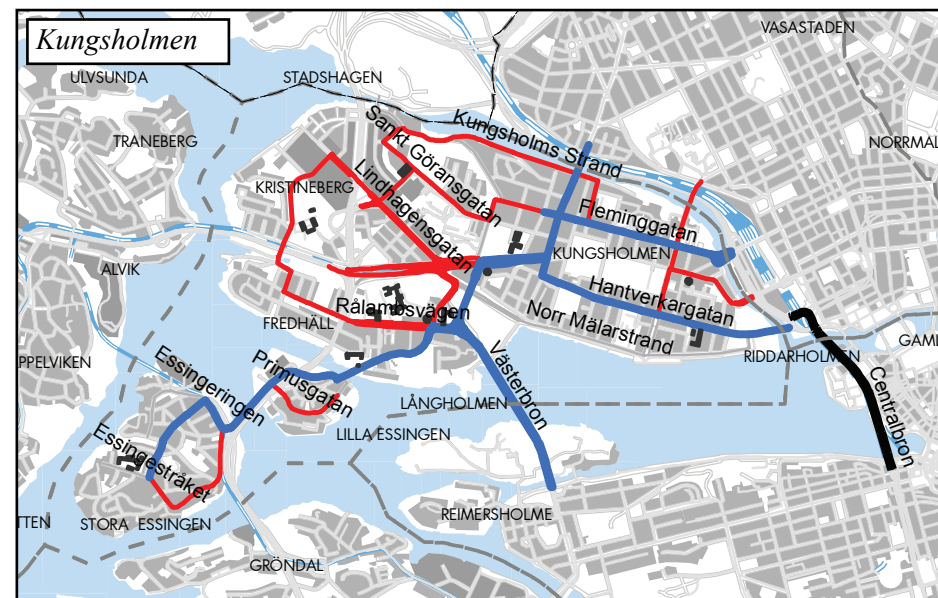 Kungsholmen
VASASTADEN
ULVSUNDA
STADSHAGEN
TRANEBERG
Kungsholms Strand
Sankt Göransgatan
NORRMAL
KRISTINEBERG
Lindhagensgatan
Fleminggatan
KUNGSHOLMEN
ALVIK
Hantverkargatan
Rålambsvägen
Norr Mälarstrand
FREDHÄLL
GAML
RIDDARHOLMEN
PPELVIKEN
Essingeringen
Primusgatan
Västerbron
Centralbron
LÅNGHOLMEN
LILLA ESSINGEN
Essingestråket
REIMERSHOLME
TTEN
STORA ESSINGEN
GRÖNDAL